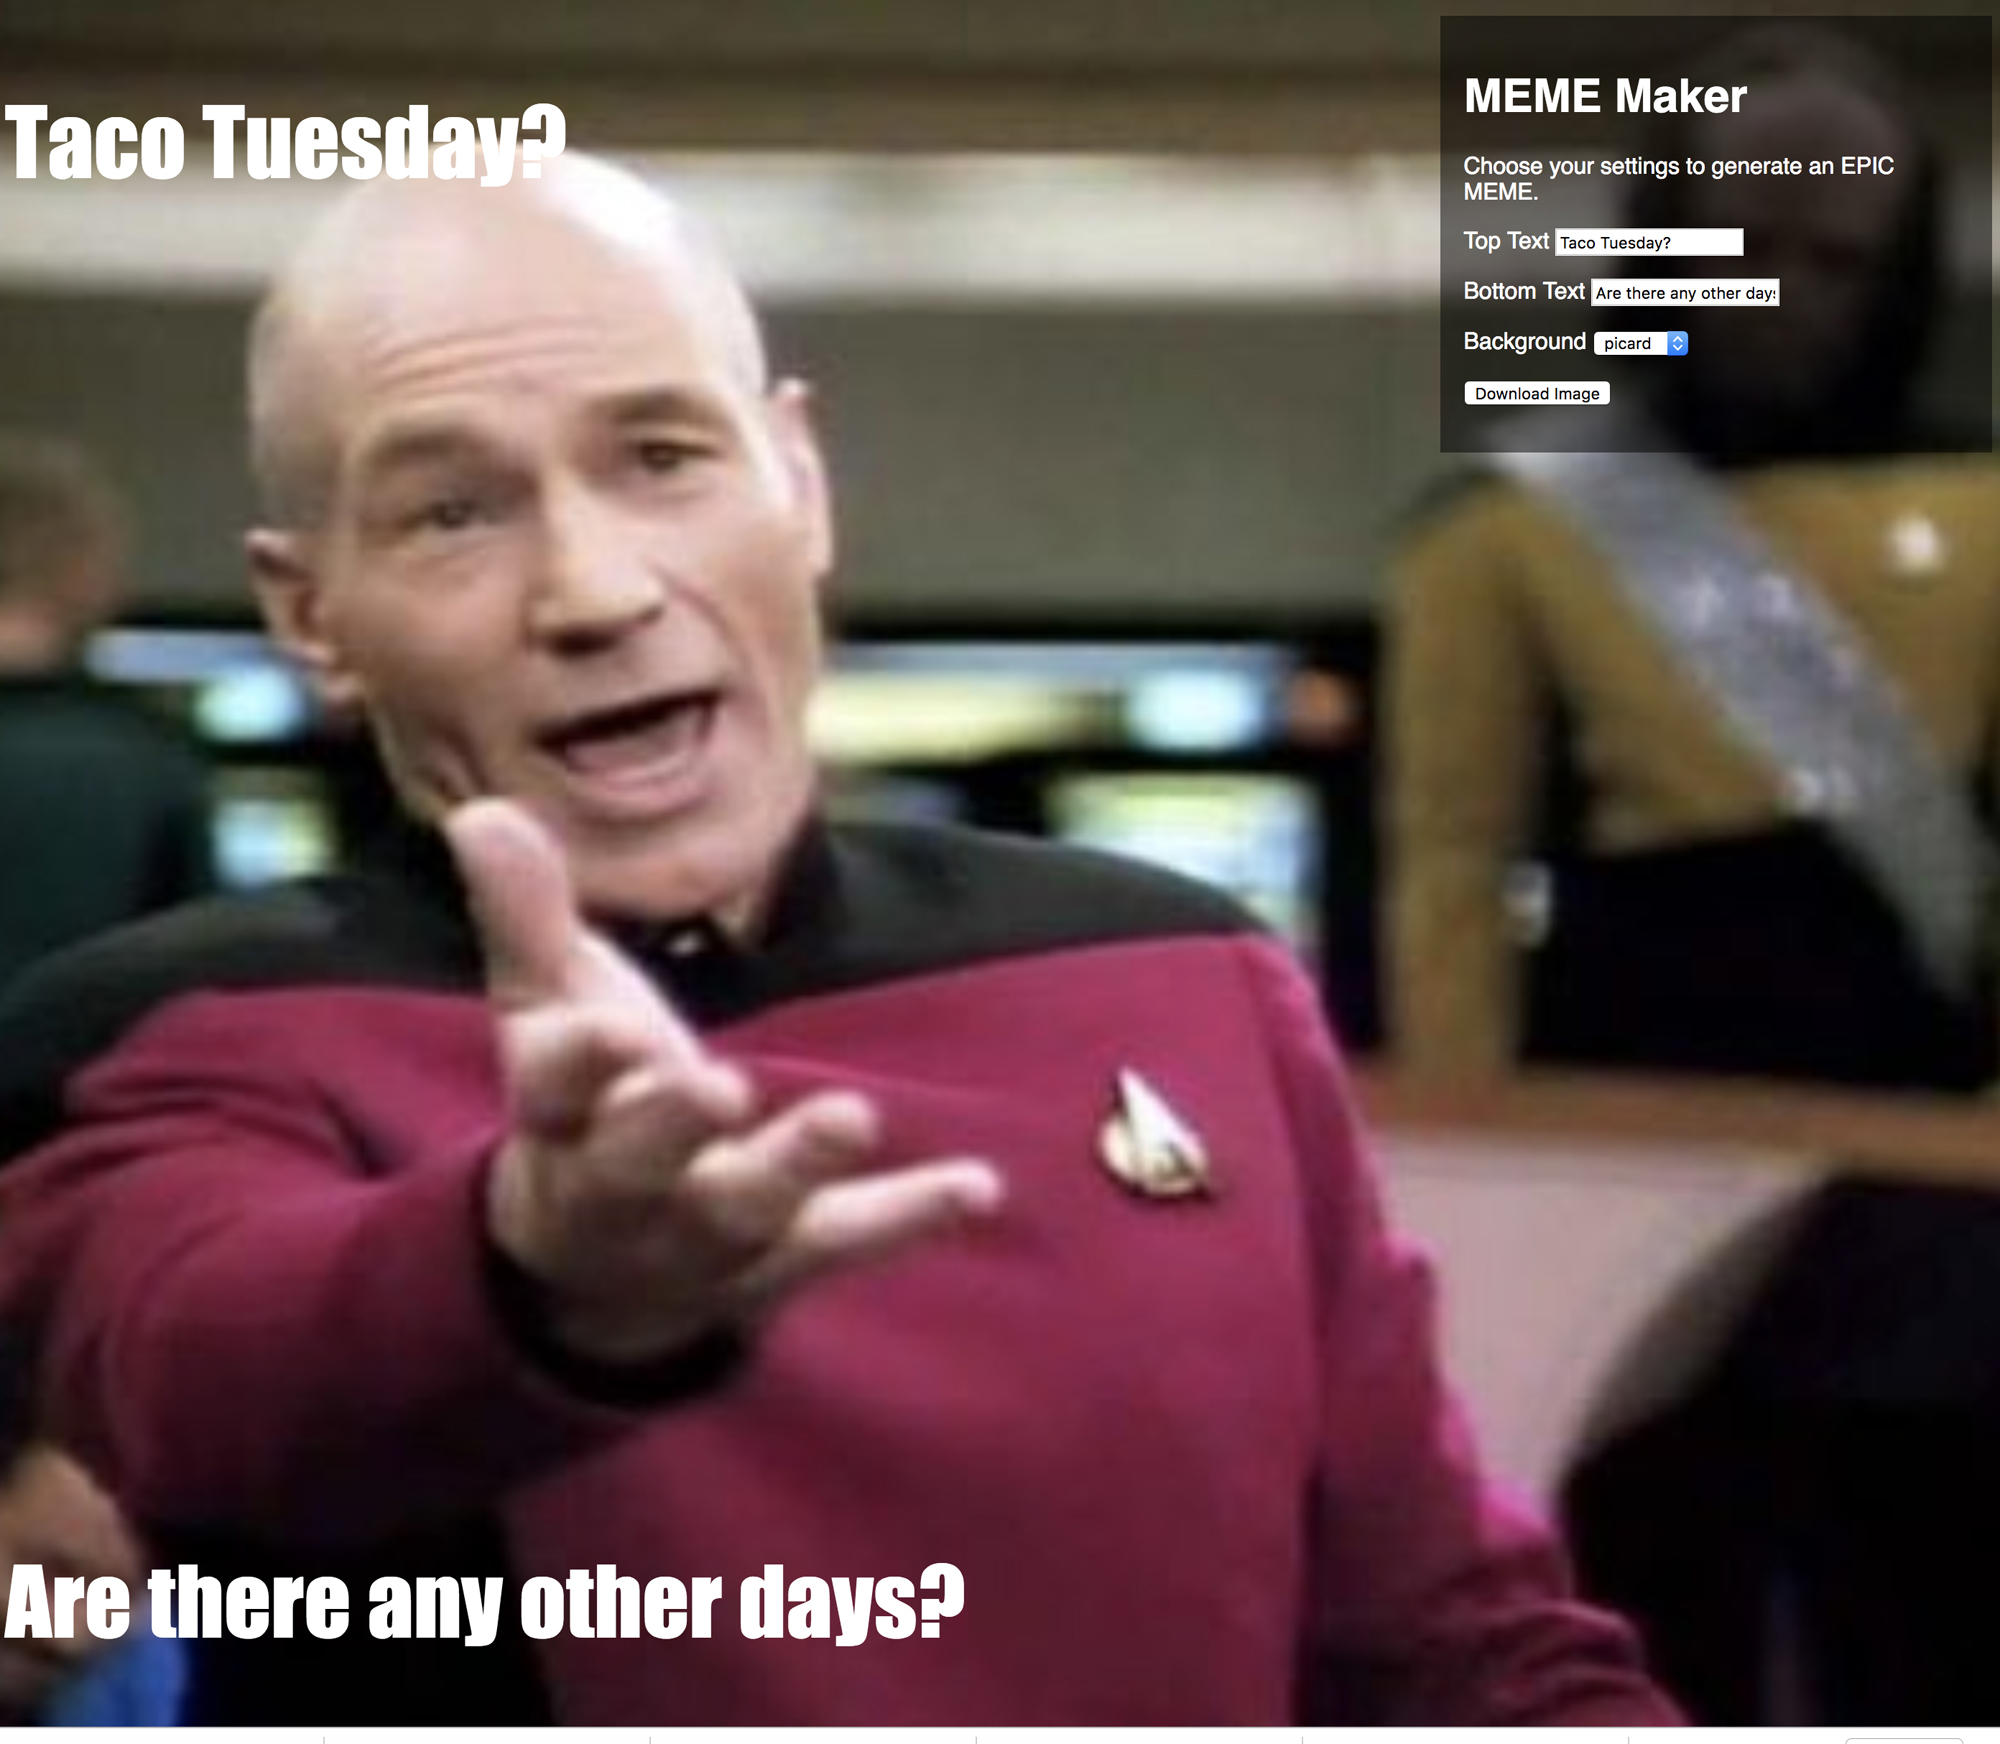 Taco Tuesday?
MEME Maker
Choose your settings to generate an EPIC
MEME.
Top Text Taco Tuesday?
Bottom Text Are there any other days
Background picard
Download Image
Are there any other days?